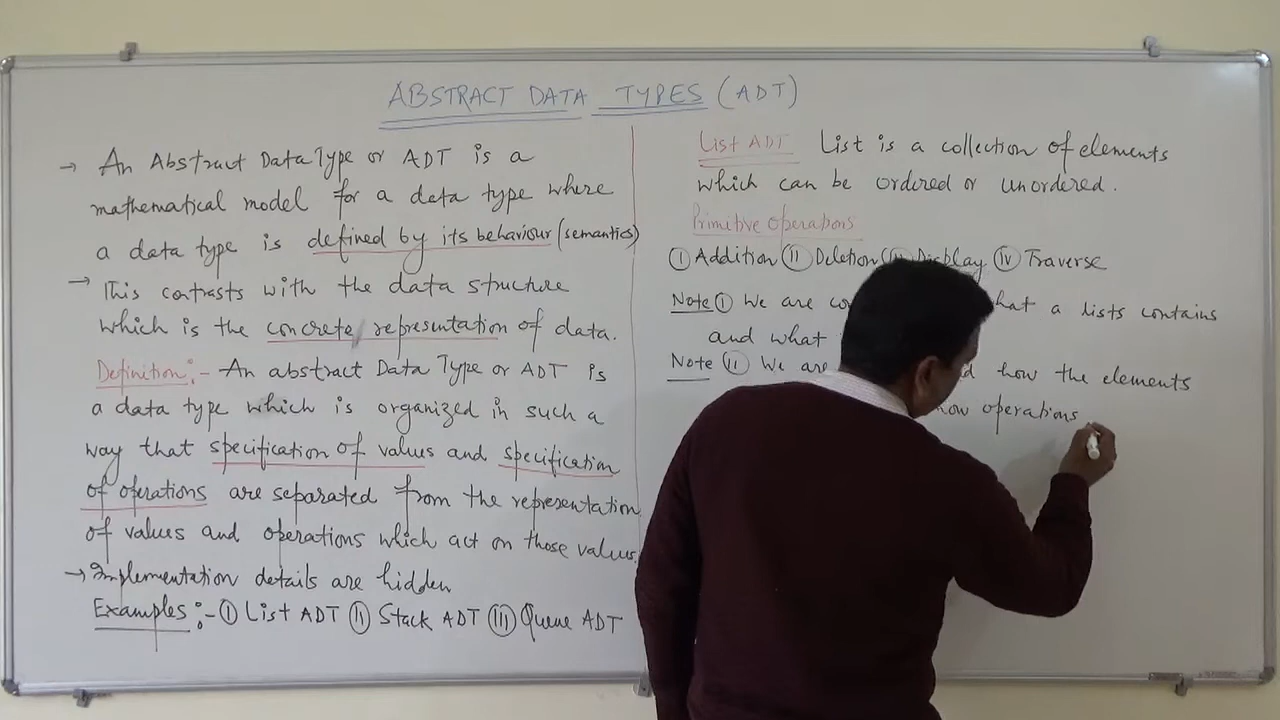 ABSTRACT DATA TYPES (ADT)
→ An Abstract Data Type or ADT is a
mathematical model for a data type where
a data type is defined by its behaviour (semantics)
→ This contrasts with the data structure
which is the concrete representation of data.
Definition:- An abstract Data Type or ADT is
a data type which is organized in such a
way that specification of values and specification
of operations are separated from the representation
of values and operations which act on those values.
→ Implementation details are hidden
Examples:- (i) List ADT (ii) Stack ADT (iii) Queue ADT
List ADT List is a collection of elements
which can be ordered or unordered.
Primitive operations
(i) Addition (ii) Deletion (iii) Display (iv) Traverse
Note (i) We are what a lists contains
and what
Note (ii) We are how the elements
how operations